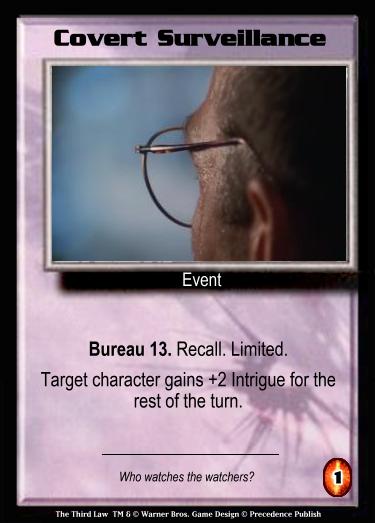 Covert Surveillance
Event
Bureau 13. Recall. Limited.
Target character gains +2 Intrigue for the
rest of the turn.
Who watches the watchers?
1
The Third Law TM & © Warner Bros. Game Design © Precedence Publish